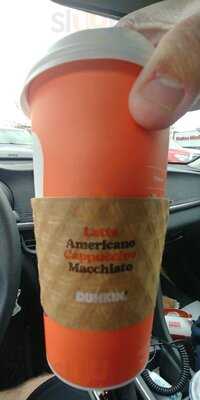 Latte
Americano
Cappuccino
Macchiato
DUNKIN'